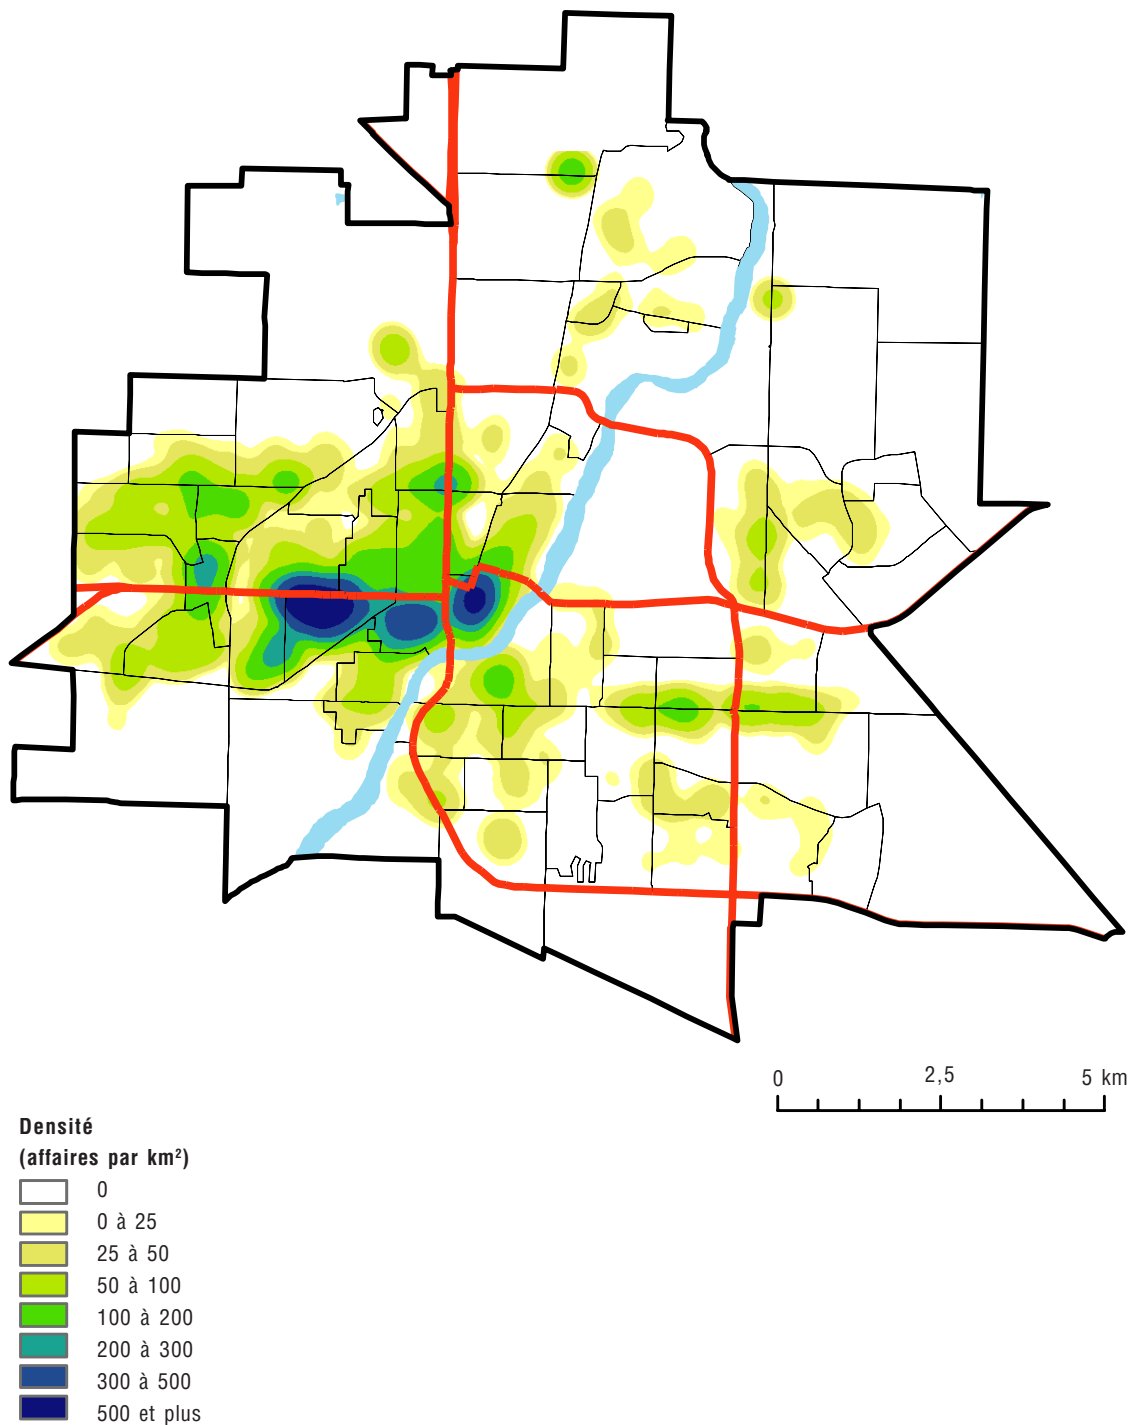 0 2,5 5 km
Densité
(affaires par km²)
0
0 à 25
25 à 50
50 à 100
100 à 200
200 à 300
300 à 500
500 et plus